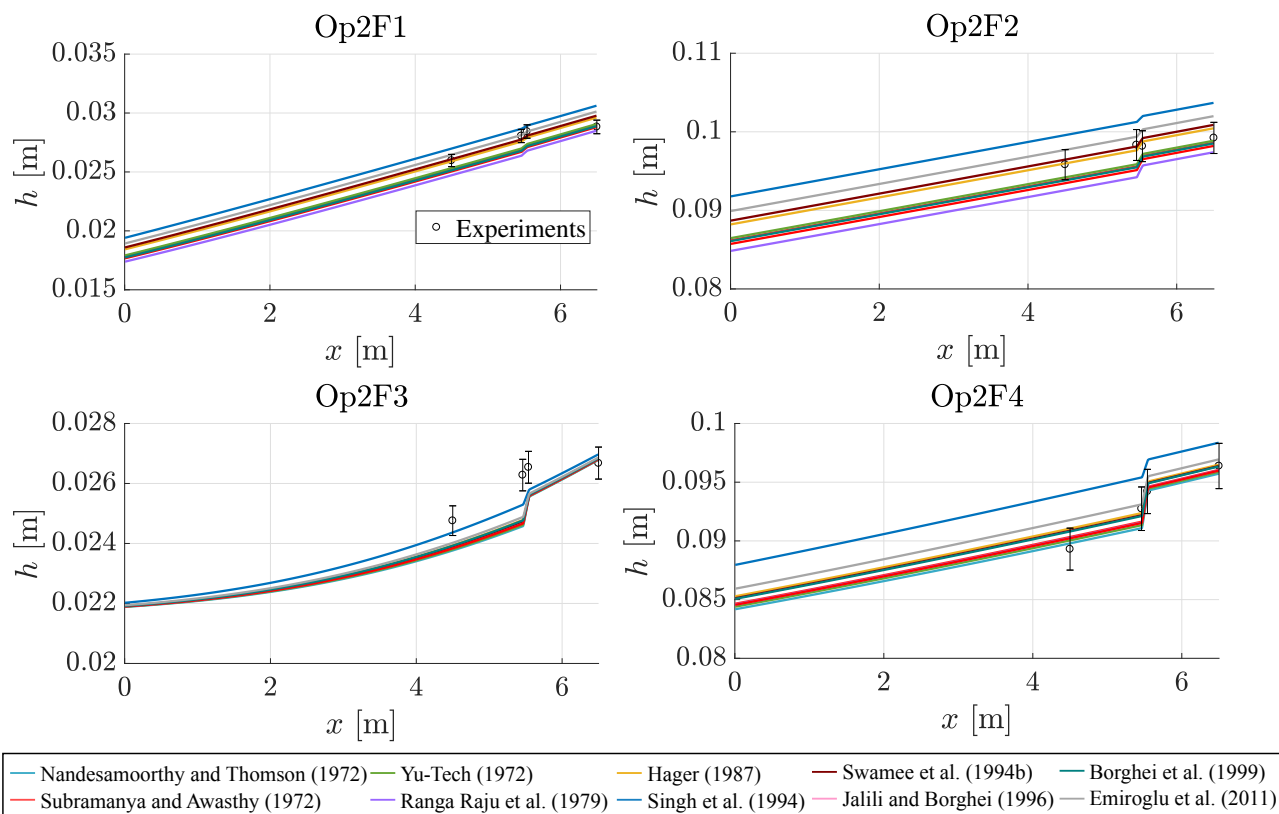 Op2F1
0.035
0.03
0.025
0.02
0.015
h [m]
0 2 4 6
x [m]
Experiments
Op2F2
0.11
0.1
0.09
0.08
h [m]
0 2 4 6
x [m]
Op2F3
0.028
0.026
0.024
0.022
0.02
h [m]
0 2 4 6
x [m]
Op2F4
0.1
0.095
0.09
0.085
0.08
h [m]
0 2 4 6
x [m]
Nandesamoorthy and Thomson (1972) Yu-Tech (1972) Hager (1987) Swamee et al. (1994b) Borghei et al. (1999)
Subramanya and Awasthy (1972) Ranga Raju et al. (1979) Singh et al. (1994) Jalili and Borghei (1996) Emiroglu et al. (2011)